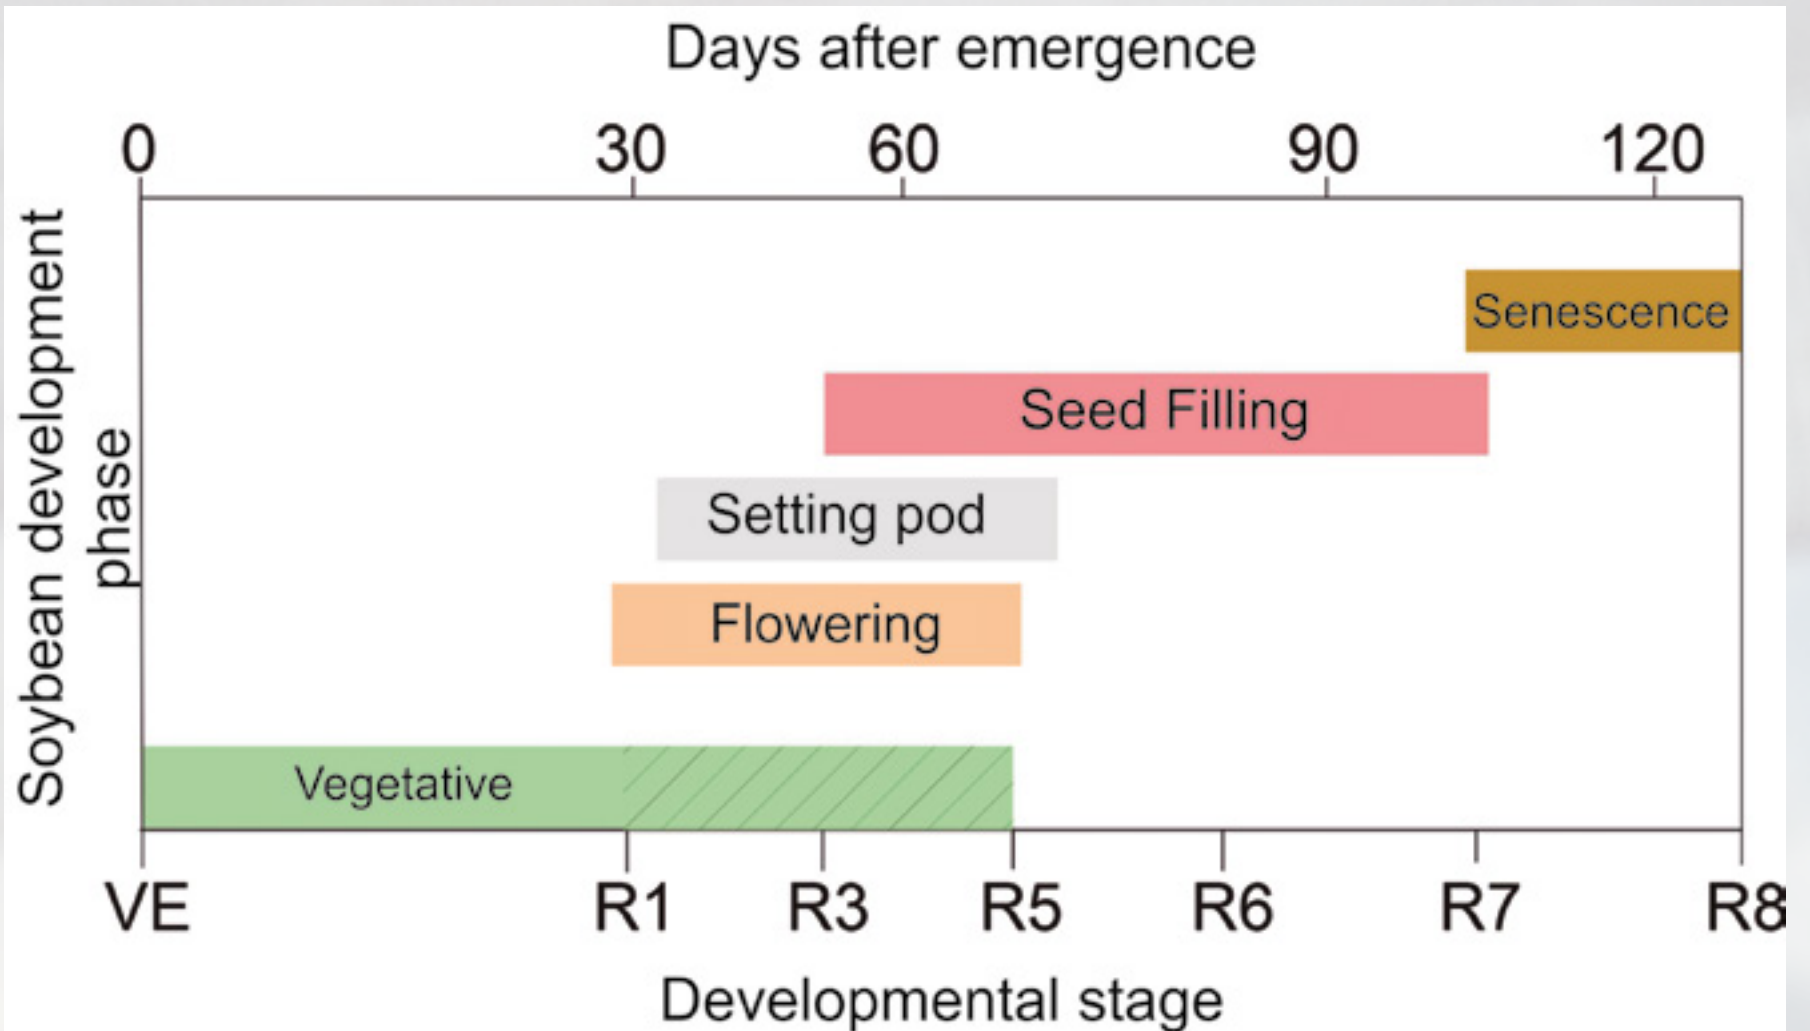 Days after emergence
0 30 60 90 120
Soybean development
phase
Senescence
Seed Filling
Setting pod
Flowering
Vegetative
VE R1 R3 R5 R6 R7 R8
Developmental stage